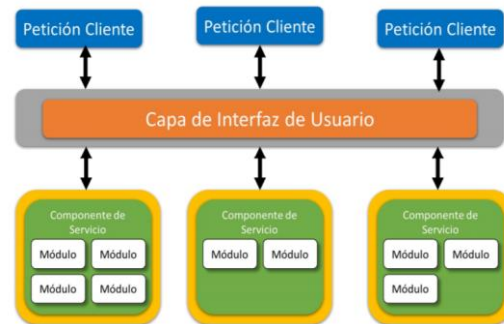 Petición Cliente
Petición Cliente
Petición Cliente
Capa de Interfaz de Usuario
Componente de
Servicio
Módulo
Módulo
Módulo
Módulo
Componente de
Servicio
Módulo
Módulo
Componente de
Servicio
Módulo
Módulo
Módulo